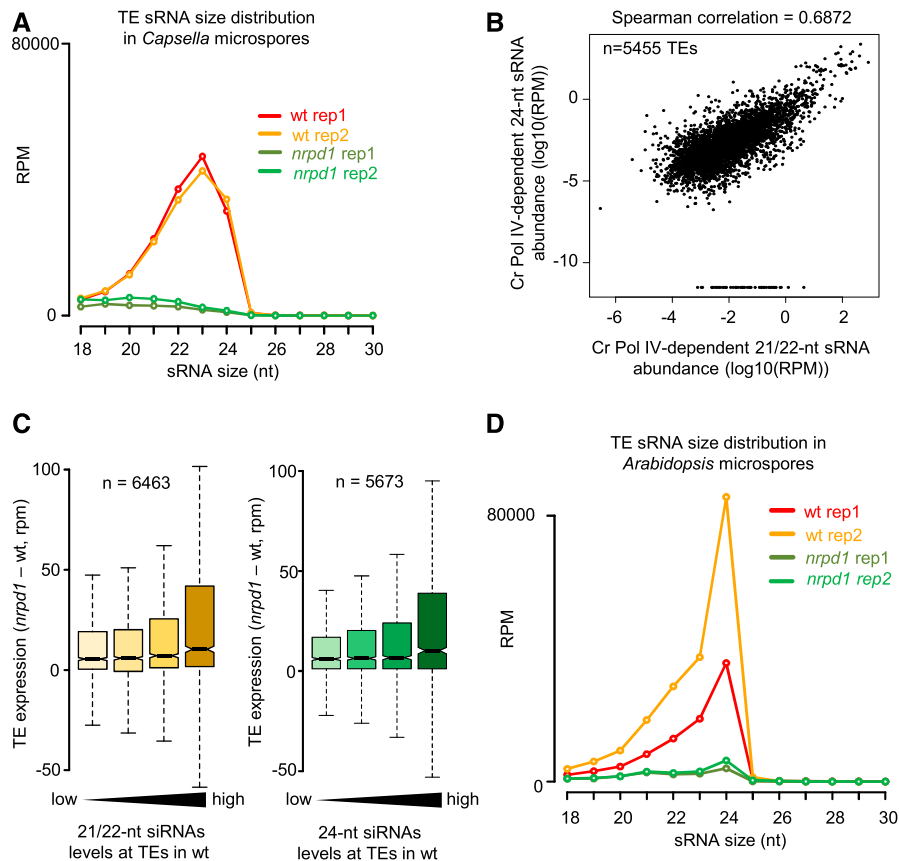 A
TE sRNA size distribution
in Capsella microspores
80000
RPM
0
wt rep1
wt rep2
nrpd1 rep1
nrpd1 rep2
18 20 22 24 26 28 30
sRNA size (nt)
B
Spearman correlation = 0.6872
n=5455 TEs
Cr Pol IV-dependent 24-nt sRNA
abundance (log10(RPM))
0
-5
-10
-6 -4 -2 0 2
Cr Pol IV-dependent 21/22-nt sRNA
abundance (log10(RPM))
C
TE expression (nrpd1 – wt, rpm)
100
50
0
-50
n = 6463
low high
21/22-nt siRNAs
levels at TEs in wt
TE expression (nrpd1 – wt, rpm)
100
50
0
-50
n = 5673
low high
24-nt siRNAs
levels at TEs in wt
D
TE sRNA size distribution in
Arabidopsis microspores
80000
RPM
0
wt rep1
wt rep2
nrpd1 rep1
nrpd1 rep2
18 20 22 24 26 28 30
sRNA size (nt)